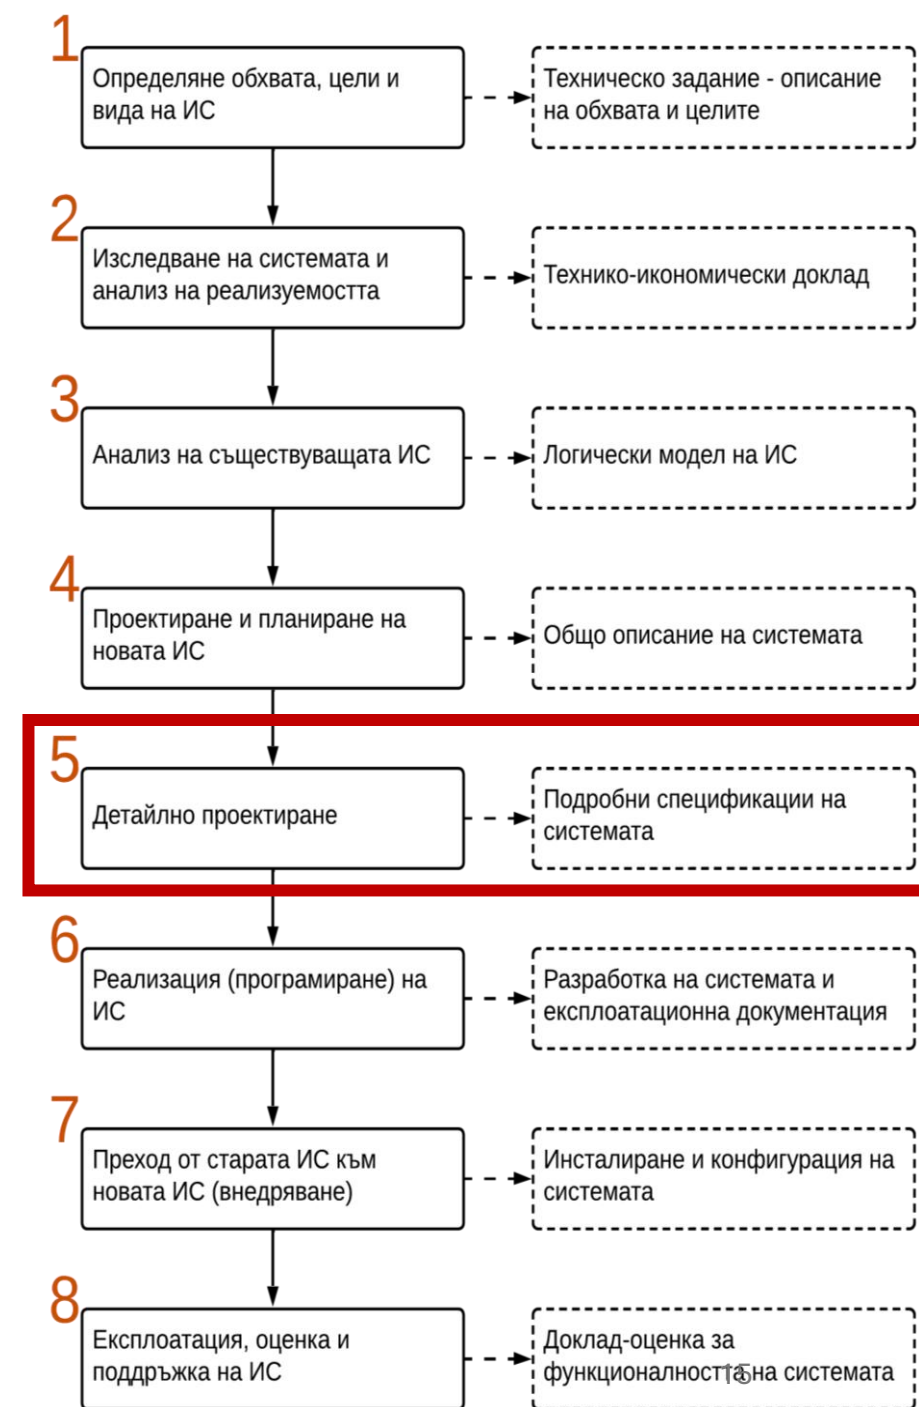 1
Определяне обхвата, цели и
вида на ИС
Техническо задание - описание
на обхвата и целите
2
Изследване на системата и
анализ на реализуемостта
Технико-икономически доклад
3
Анализ на съществуващата ИС
Логически модел на ИС
4
Проектиране и планиране на
новата ИС
Общо описание на системата
5
Детайлно проектиране
Подробни спецификации на
системата
6
Реализация (програмиране) на
ИС
Разработка на системата и
експлоатационна документация
7
Преход от старата ИС към
новата ИС (внедряване)
Инсталиране и конфигурация на
системата
8
Експлоатация, оценка и
поддръжка на ИС
Доклад-оценка за
функционалността на системата
15